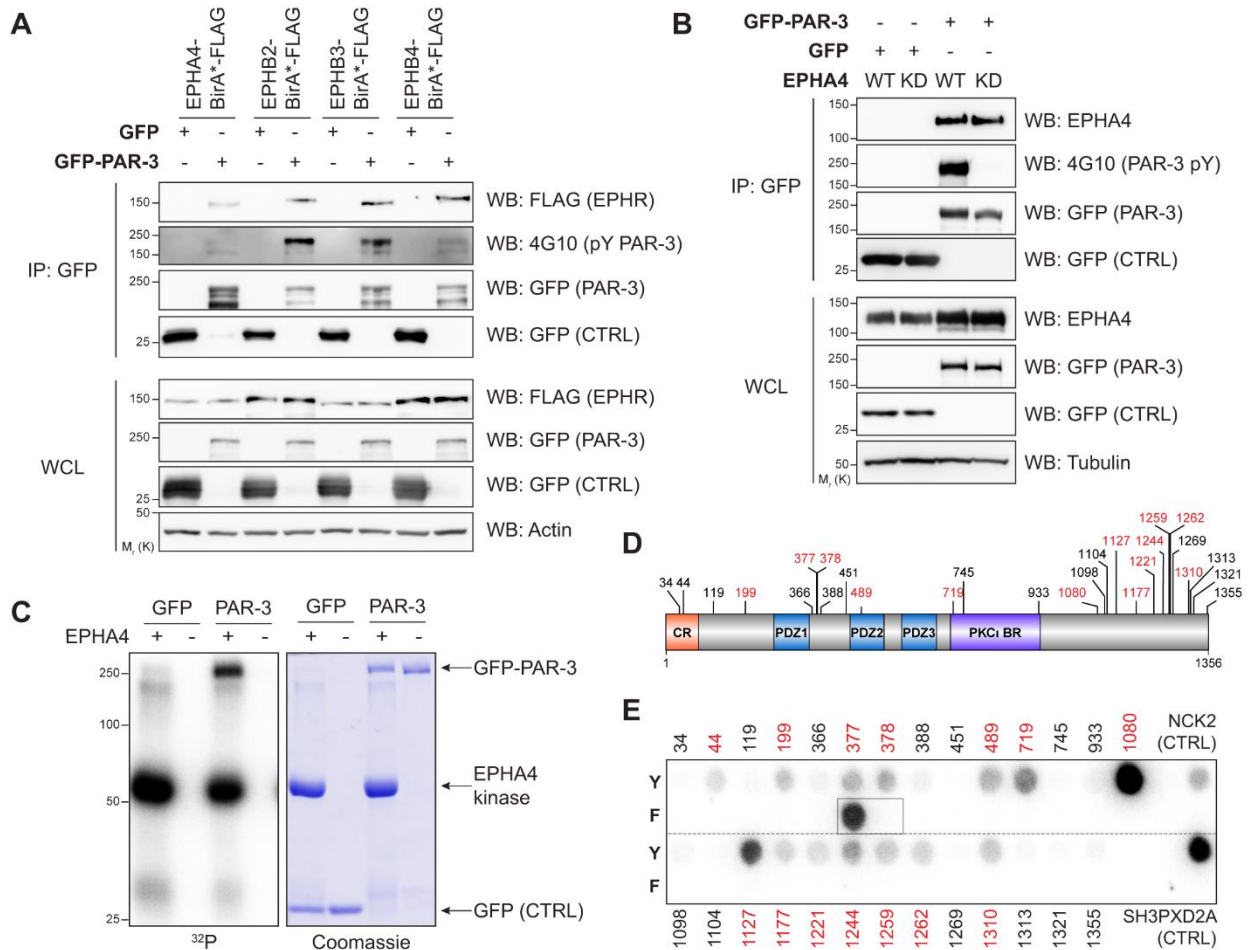 A
EPHA4-
BirA*-FLAG
EPHB2-
BirA*-FLAG
EPHB3-
BirA*-FLAG
EPHB4-
BirA*-FLAG
GFP + - + - + - + -
GFP-PAR-3 - + - + - + - +
IP: GFP
150 WB: FLAG (EPHR)
250
150 WB: 4G10 (pY PAR-3)
250 WB: GFP (PAR-3)
25 WB: GFP (CTRL)
WCL
150 WB: FLAG (EPHR)
250 WB: GFP (PAR-3)
25 WB: GFP (CTRL)
50 WB: Actin
Mr (K)
B
GFP-PAR-3 - - + +
GFP + + - -
EPHA4 WT KD WT KD
IP: GFP
150
100 WB: EPHA4
250
150 WB: 4G10 (PAR-3 pY)
250
150 WB: GFP (PAR-3)
25 WB: GFP (CTRL)
WCL
150
100 WB: EPHA4
250
150 WB: GFP (PAR-3)
25 WB: GFP (CTRL)
50 WB: Tubulin
Mr (K)
C
GFP PAR-3 GFP PAR-3
EPHA4 + - + - + - + -
250
100
50
25
GFP-PAR-3
EPHA4
kinase
GFP (CTRL)
32P Coomassie
D
1259 1262
1127 1244 1269
377 378 1104 1221 1313
451 745 1098 1310 1321
34 44 119 199 366 388 489 719 933 1080 1177 1355
CR PDZ1 PDZ2 PDZ3 PKCι BR
1 1356
E
34 44 119 199 366 377 378 388 451 489 719 745 933 1080 NCK2
(CTRL)
Y
F
Y
F
1098 1104 1127 1177 1221 1244 1259 1262 1269 1310 1313 1321 1355 SH3PXD2A
(CTRL)